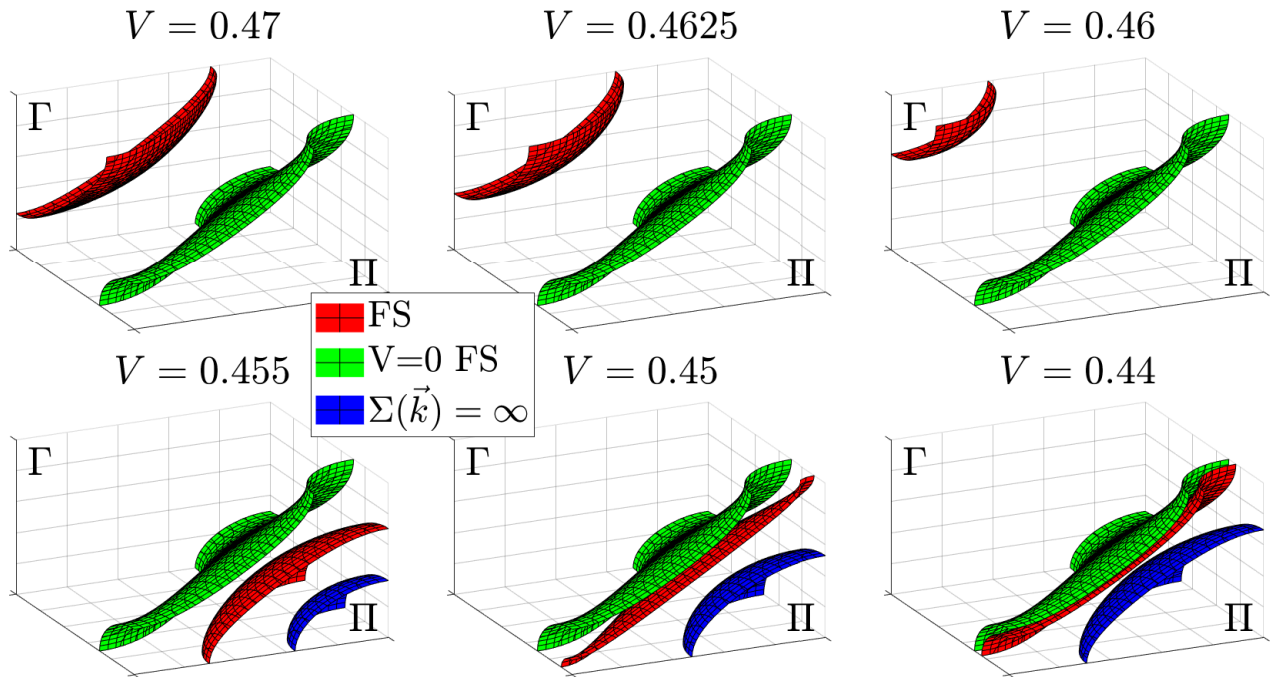 V = 0.47
V = 0.4625
V = 0.46
Γ
Γ
Γ
Π
Π
Π
FS
V=0 FS
Σ(k⃗) = ∞
V = 0.455
V = 0.45
V = 0.44
Γ
Γ
Γ
Π
Π
Π